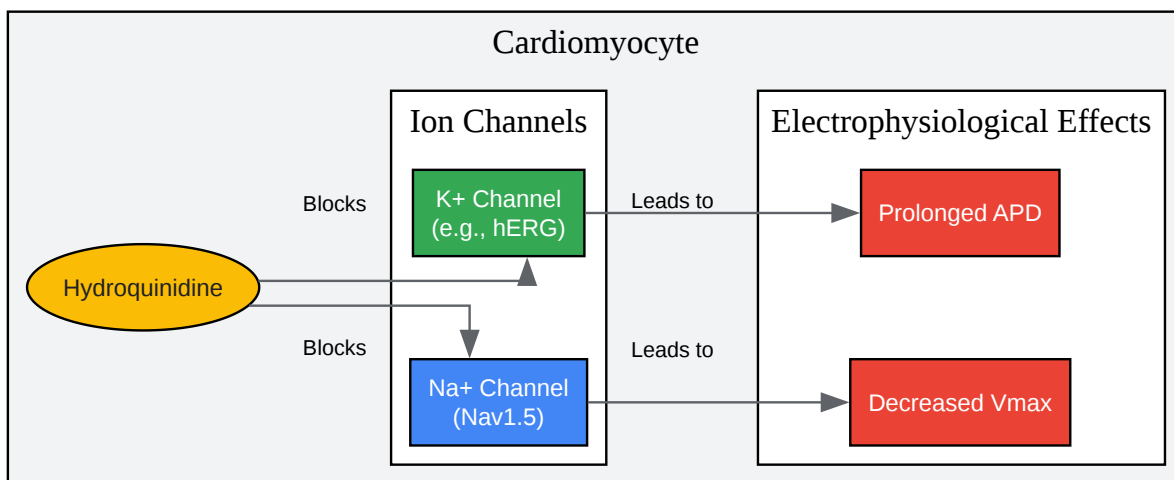 Cardiomyocyte
Ion Channels
Electrophysiological Effects
Blocks
K+ Channel
(e.g., hERG)
Leads to
Prolonged APD
Hydroquinidine
Blocks
Na+ Channel
(Nav1.5)
Leads to
Decreased Vmax